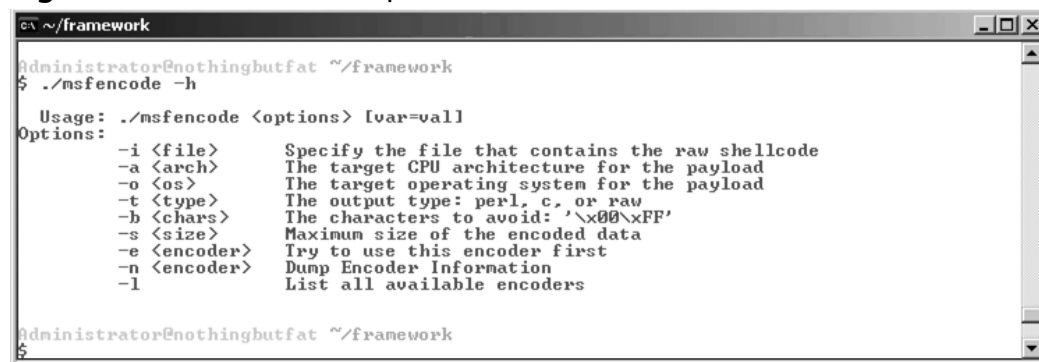 ~/framework
Administrator@nothingbutfat ~/framework
$ ./msfencode -h
Usage: ./msfencode <options> [var=val]
Options:
-i <file> Specify the file that contains the raw shellcode
-a <arch> The target CPU architecture for the payload
-o <os> The target operating system for the payload
-t <type> The output type: perl, c, or raw
-b <chars> The characters to avoid: '\x00\xFF'
-s <size> Maximum size of the encoded data
-e <encoder> Try to use this encoder first
-n <encoder> Dump Encoder Information
-l List all available encoders
Administrator@nothingbutfat ~/framework
$